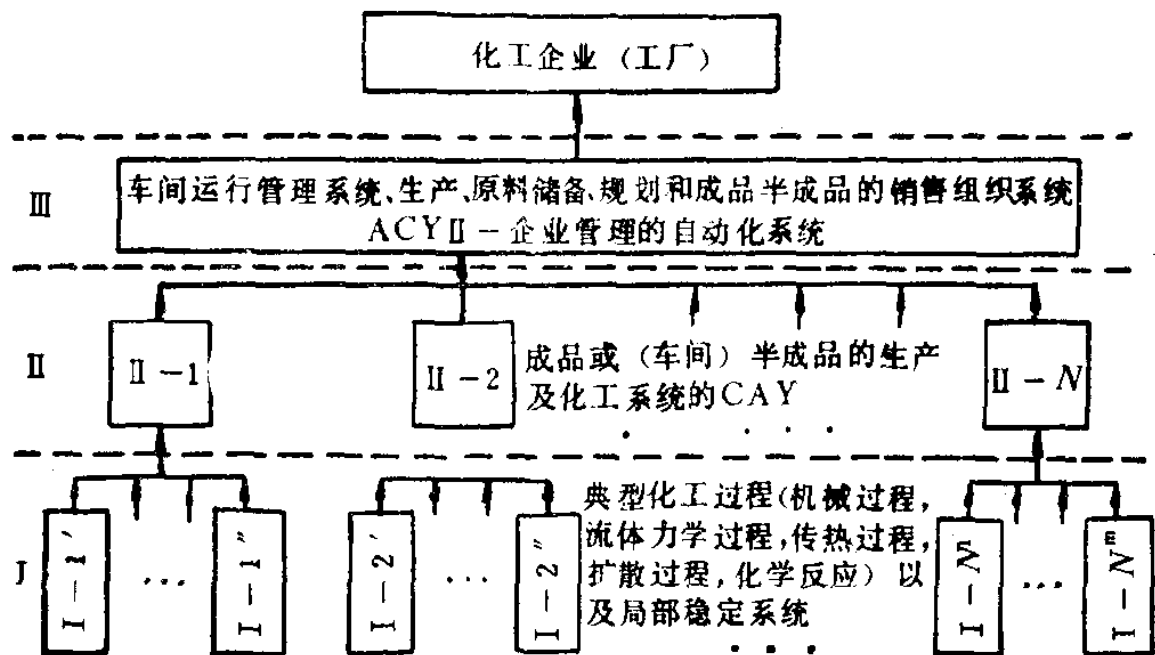 化工企业（工厂）
III
车间运行管理系统、生产、原料储备、规划和成品半成品的销售组织系统
ACYII－企业管理的自动化系统
II
II－1
II－2
成品或（车间）半成品的生产
及化工系统的CAY
. . . .
II－N
J
I－1′
...
I－1″
I－2′
...
I－2″
典型化工过程(机械过程，
流体力学过程，传热过程，
扩散过程，化学反应）以
及局部稳定系统
. . . .
...
I－Nᵐ